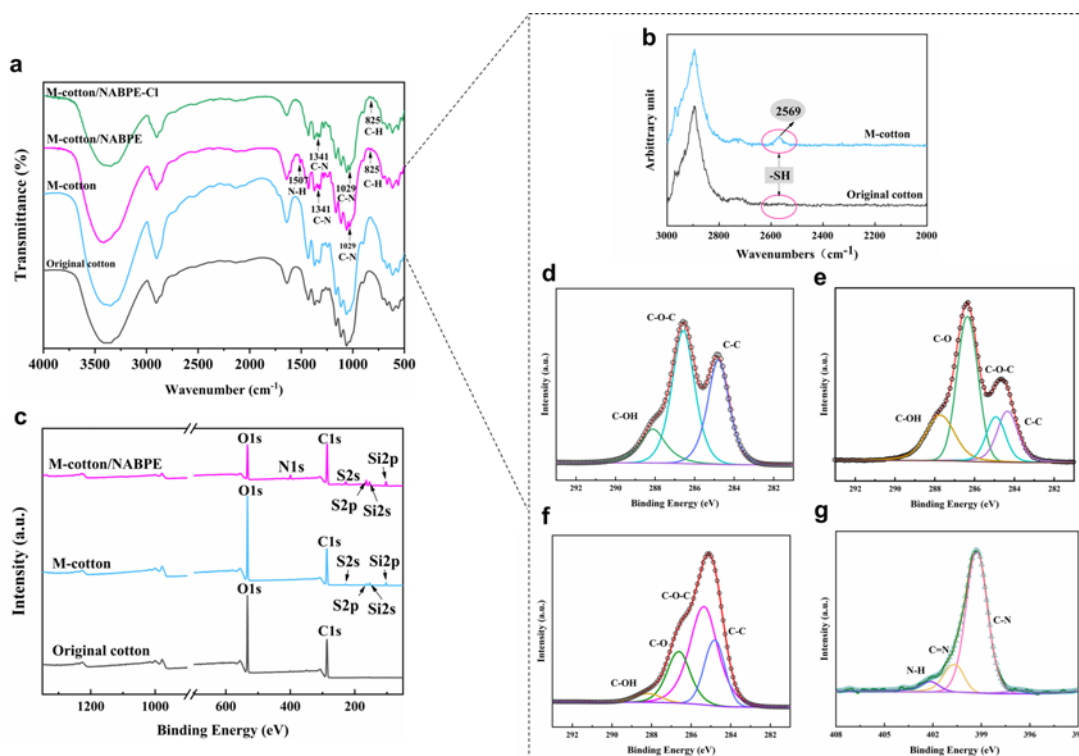 a
M-cotton/NABPE-Cl
825
C-H
M-cotton/NABPE
1341
C-N
1507
N-H
1029
C-N
825
C-H
M-cotton
1341
C-N
1029
C-N
Original cotton
Transmittance (%)
4000 3500 3000 2500 2000 1500 1000 500
Wavenumber (cm-1)
b
2569
M-cotton
-SH
Original cotton
Arbittrary unit
3000 2800 2600 2400 2200 2000
Wavenumbers (cm-1)
c
O1s
C1s
M-cotton/NABPE
N1s
S2s
Si2p
S2p
Si2s
O1s
C1s
M-cotton
S2s
Si2p
S2p
Si2s
O1s
C1s
Original cotton
Intensity (a.u.)
1200 1000 600 400 200
Binding Energy (eV)
d
C-O-C
C-C
C-OH
Intensity (a.u.)
292 290 288 286 284 282
Binding Energy (eV)
e
C-O
C-O-C
C-OH
C-C
Intensity (a.u.)
292 290 288 286 284 282
Binding Energy (eV)
f
C-O-C
C-O
C-C
C-OH
Intensity (a.u.)
292 290 288 286 284 282
Binding Energy (eV)
g
C-N
C=N
N-H
Intensity (a.u.)
408 405 402 399
Binding Energy (eV)